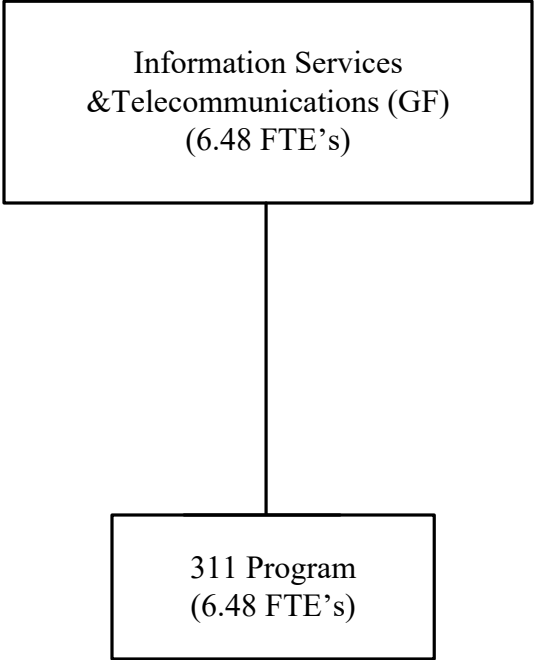 Information Services
&Telecommunications (GF)
(6.48 FTE’s)
311 Program
(6.48 FTE’s)